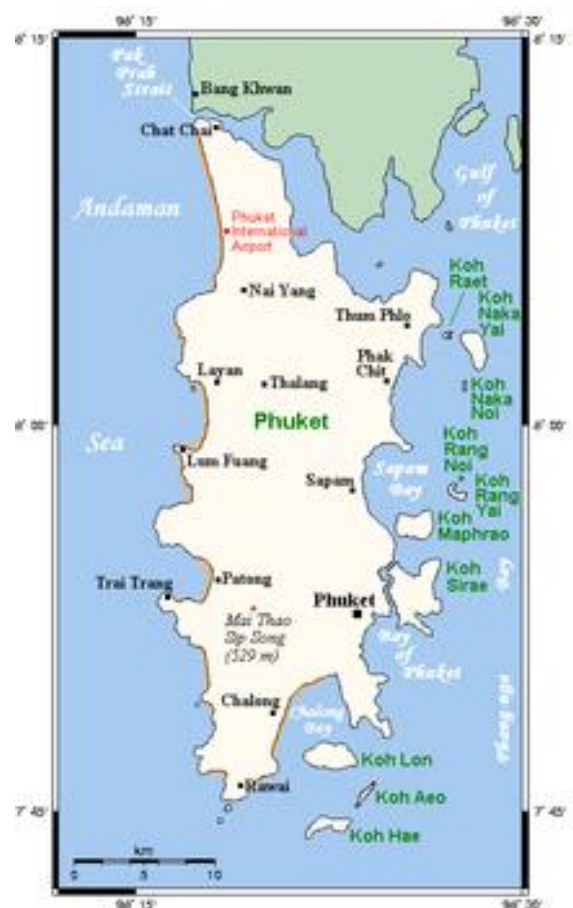 98°15'
98°30'
8°15'
8°15'
Pak
Prah
Strait
Bang Khwan
Chat Chai
Andaman
Gulf
of
Phuket
Phuket
International
Airport
Koh
Raet
Koh
Naka
Yai
Nai Yang
Thum Phlo
Phak
Chit
Layan
Thalang
Koh
Naka
Noi
Phuket
8°00'
8°00'
Sea
Koh
Rang
Noi
Lum Fuang
Sapam
Sapam
Bay
Koh
Rang
Yai
Koh
Maphrao
Koh
Sirae
Bay
Trai Trang
Patong
Phuket
Mai Thao
Sip Song
(529 m)
Bay
of
Phuket
Phang nga
Chalong
Chalong
Bay
Koh Lon
Rawai
Koh Aeo
7°45'
7°45'
Koh Hae
km
0
5
10
98°15'
98°30'